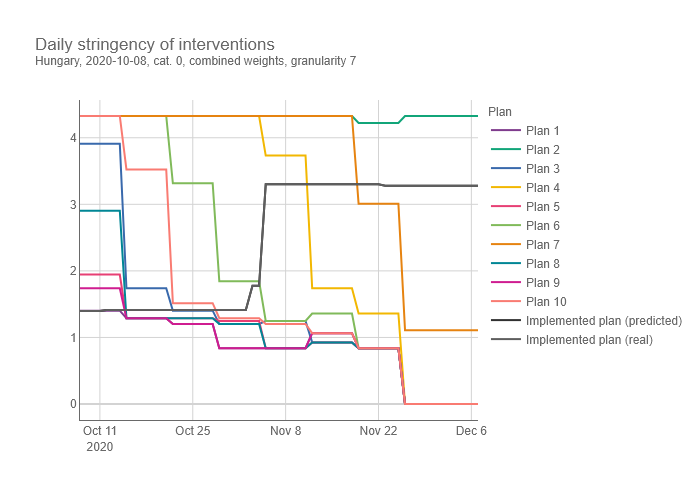 Daily stringency of interventions
Hungary, 2020-10-08, cat. 0, combined weights, granularity 7
Plan
Plan 1
Plan 2
Plan 3
Plan 4
Plan 5
Plan 6
Plan 7
Plan 8
Plan 9
Plan 10
Implemented plan (predicted)
Implemented plan (real)
4
3
2
1
0
Oct 11 Oct 25 Nov 8 Nov 22 Dec 6
2020